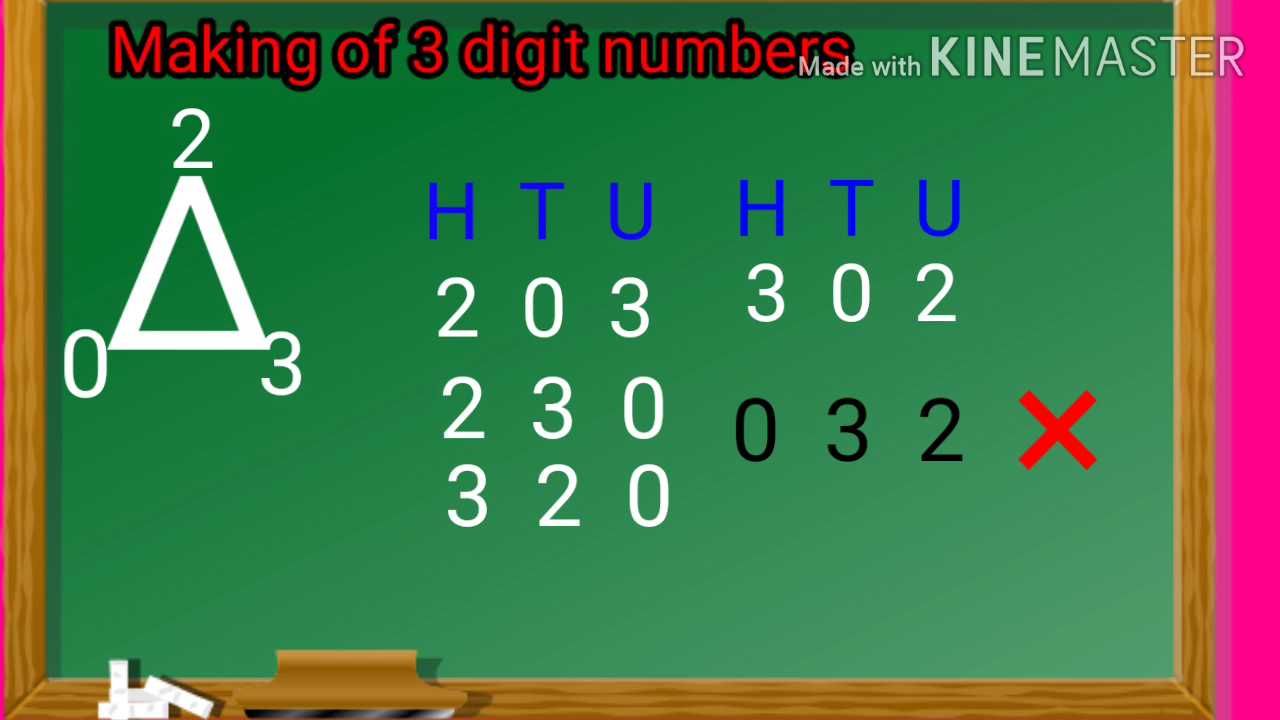 Making of 3 digit numbers
Made with KINEMASTER
2
0 3
H T U
2 0 3
2 3 0
3 2 0
H T U
3 0 2
0 3 2